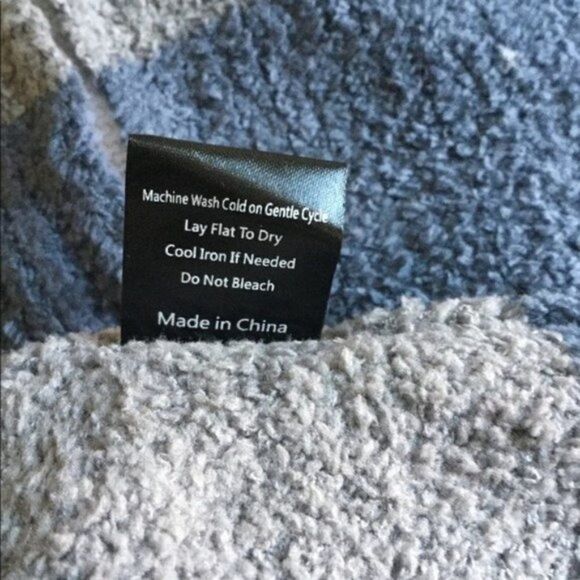 Machine Wash Cold on Gentle Cycle
Lay Flat To Dry
Cool Iron If Needed
Do Not Bleach
Made in China